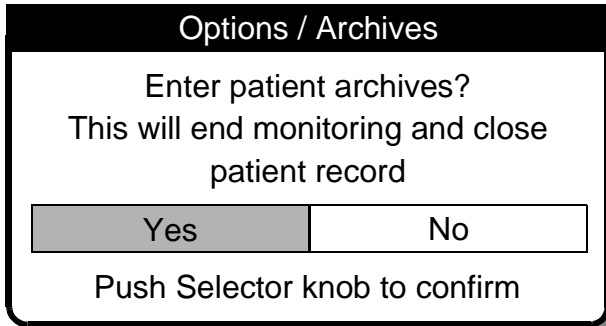 Options / Archives
Enter patient archives?
This will end monitoring and close
patient record
Yes No
Push Selector knob to confirm